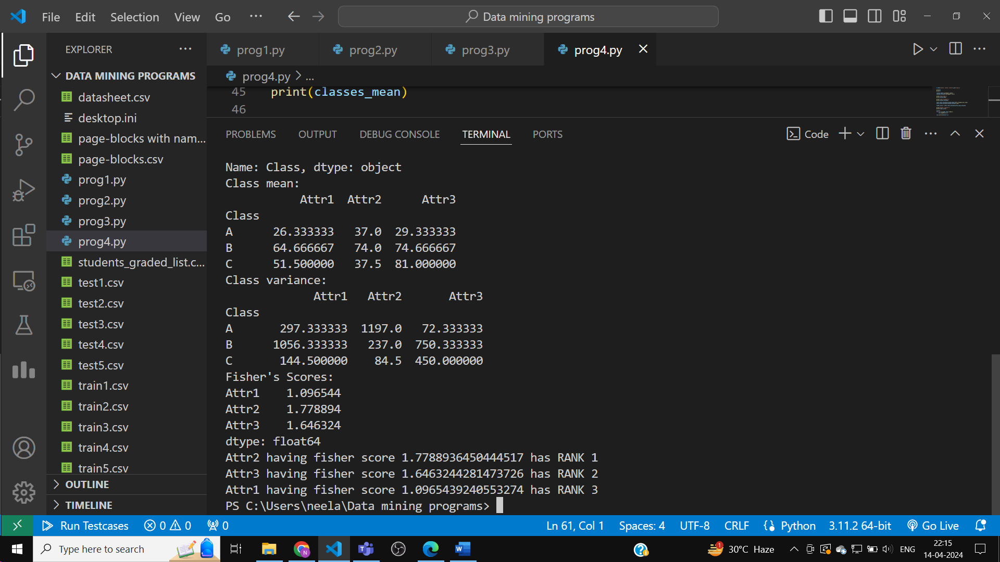 File Edit Selection View Go ··· Data mining programs
EXPLORER ···
prog1.py prog2.py prog3.py prog4.py
DATA MINING PROGRAMS
datasheet.csv
desktop.ini
page-blocks with nam...
page-blocks.csv
prog1.py
prog2.py
prog3.py
prog4.py
students_graded_list.c...
test1.csv
test2.csv
test3.csv
test4.csv
test5.csv
train1.csv
train2.csv
train3.csv
train4.csv
train5.csv
OUTLINE
TIMELINE
prog4.py > ...
45 print(classes_mean)
46
PROBLEMS OUTPUT DEBUG CONSOLE TERMINAL PORTS Code
Name: Class, dtype: object
Class mean:
Attr1 Attr2 Attr3
Class
A 26.333333 37.0 29.333333
B 64.666667 74.0 74.666667
C 51.500000 37.5 81.000000
Class variance:
Attr1 Attr2 Attr3
Class
A 297.333333 1197.0 72.333333
B 1056.333333 237.0 750.333333
C 144.500000 84.5 450.000000
Fisher's Scores:
Attr1 1.096544
Attr2 1.778894
Attr3 1.646324
dtype: float64
Attr2 having fisher score 1.7788936450444517 has RANK 1
Attr3 having fisher score 1.6463244281473726 has RANK 2
Attr1 having fisher score 1.0965439240553274 has RANK 3
PS C:\Users\neela\Data mining programs>
Run Testcases 0 0 0 Ln 61, Col 1 Spaces: 4 UTF-8 CRLF Python 3.11.2 64-bit Go Live
Type here to search N W 1 30°C Haze ENG 22:15
14-04-2024